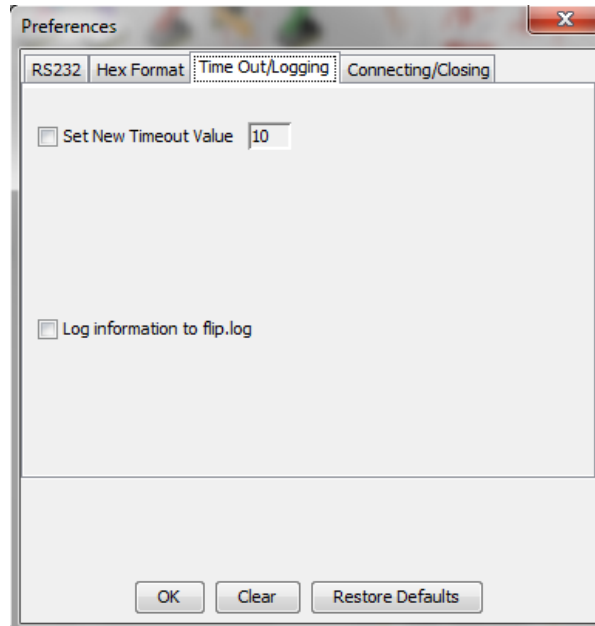 Preferences
RS232 Hex Format Time Out/Logging Connecting/Closing
Set New Timeout Value 10
Log information to flip.log
OK Clear Restore Defaults